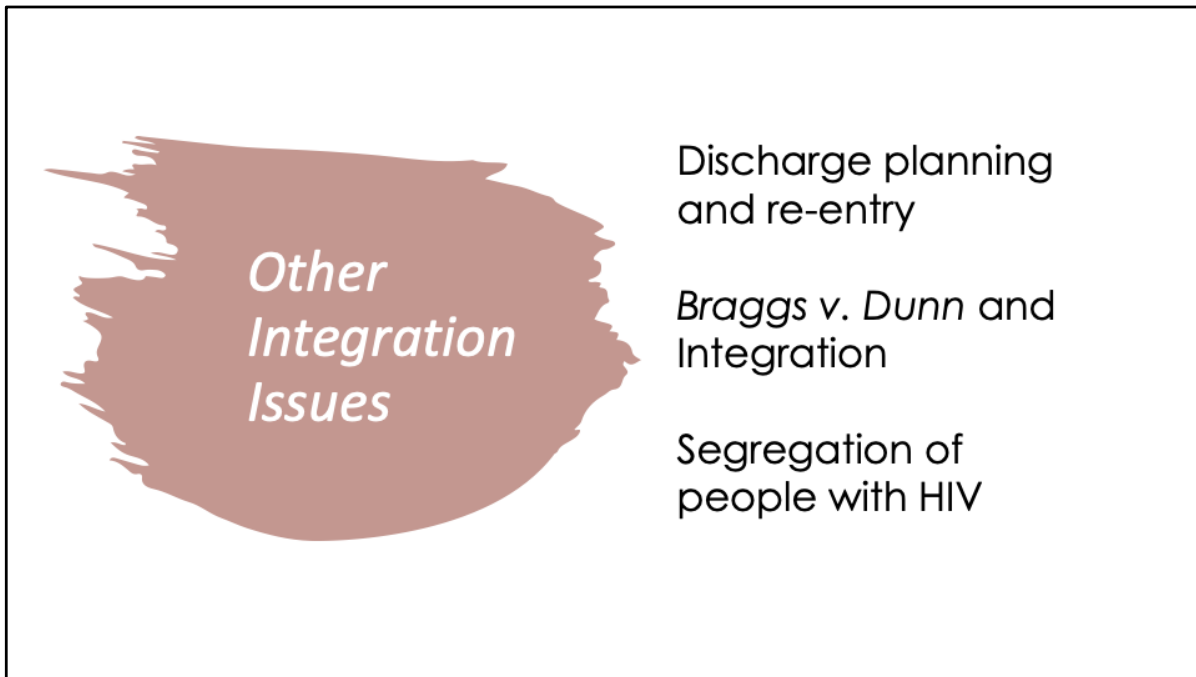 Other
Integration
Issues
Discharge planning
and re-entry
Braggs v. Dunn and
Integration
Segregation of
people with HIV